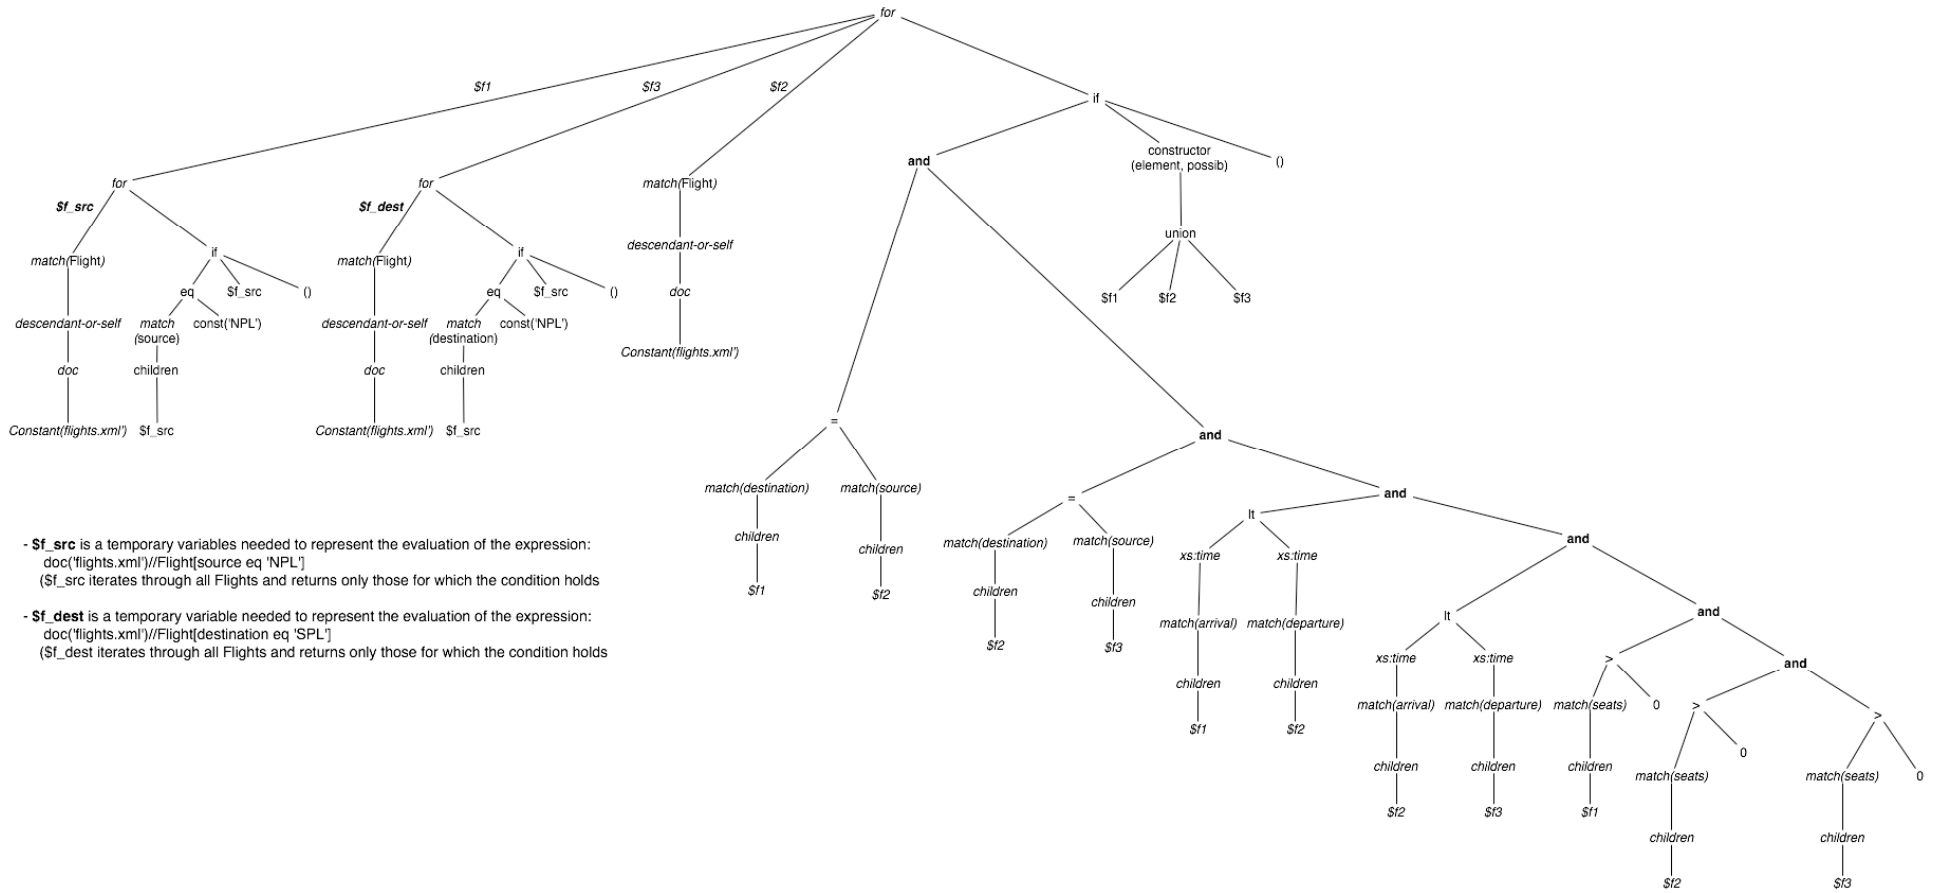 for
$f1 $f3 $f2
if
constructor
(element, possib)
()
and
for for match(Flight)
$f_src $f_dest
union
descendant-or-self
match(Flight) if match(Flight) if
eq $f_src () eq $f_src () doc
$f1 $f2 $f3
descendant-or-self match
(source)
const('NPL') descendant-or-self match
(destination)
const('NPL')
Constant(flights.xml')
doc children doc children
Constant(flights.xml') $f_src Constant(flights.xml') $f_src
=
and
match(destination) match(source)
= and
lt
children
match(destination) match(source)
and
children
xs:time xs:time
$f1 $f2
children
children
and
lt
match(arrival) match(departure)
$f2 $f3
xs:time xs:time > and
children children
match(arrival) match(departure) match(seats) 0 >
>
$f1 $f2
0
children children children match(seats) match(seats) 0
$f2 $f3 $f1
children children
$f2 $f3
- $f_src is a temporary variables needed to represent the evaluation of the expression:
doc('flights.xml')//Flight[source eq 'NPL']
($f_src iterates through all Flights and returns only those for which the condition holds
- $f_dest is a temporary variable needed to represent the evaluation of the expression:
doc('flights.xml')//Flight[destination eq 'SPL']
($f_dest iterates through all Flights and returns only those for which the condition holds